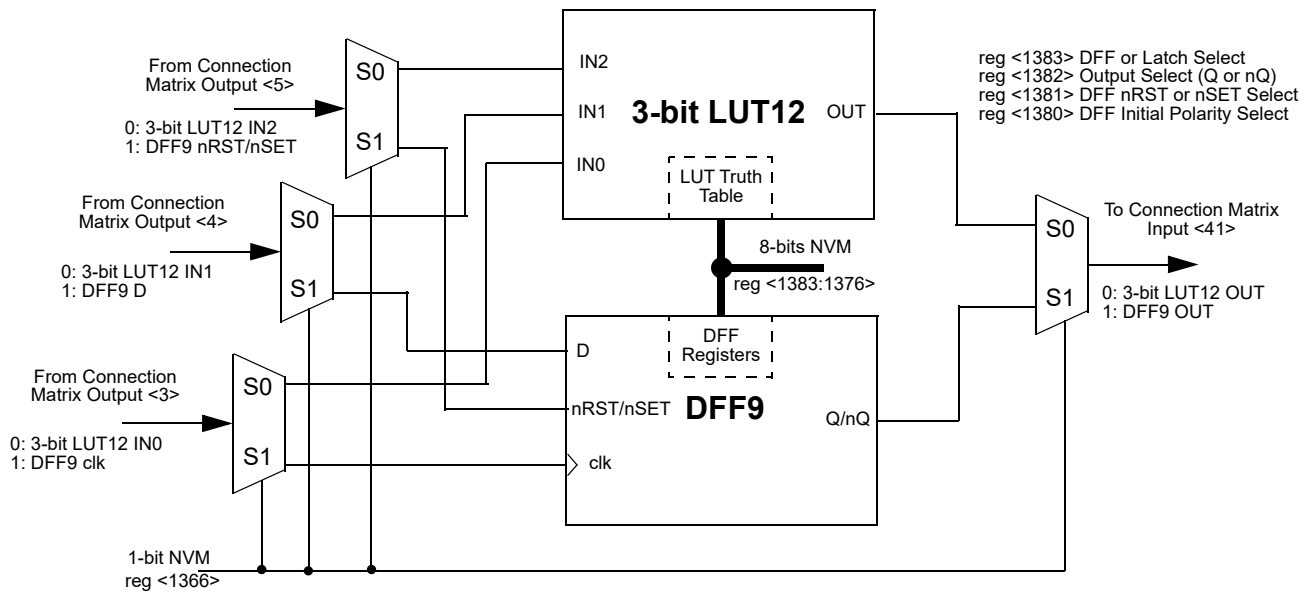 From Connection
Matrix Output <5>
0: 3-bit LUT12 IN2
1: DFF9 nRST/nSET
S0
S1
From Connection
Matrix Output <4>
0: 3-bit LUT12 IN1
1: DFF9 D
S0
S1
From Connection
Matrix Output <3>
0: 3-bit LUT12 IN0
1: DFF9 clk
S0
S1
1-bit NVM
reg <1366>
IN2
IN1
IN0
3-bit LUT12
OUT
LUT Truth
Table
8-bits NVM
reg <1383:1376>
DFF
Registers
D
nRST/nSET
DFF9
clk
Q/nQ
reg <1383> DFF or Latch Select
reg <1382> Output Select (Q or nQ)
reg <1381> DFF nRST or nSET Select
reg <1380> DFF Initial Polarity Select
S0
S1
To Connection Matrix
Input <41>
0: 3-bit LUT12 OUT
1: DFF9 OUT